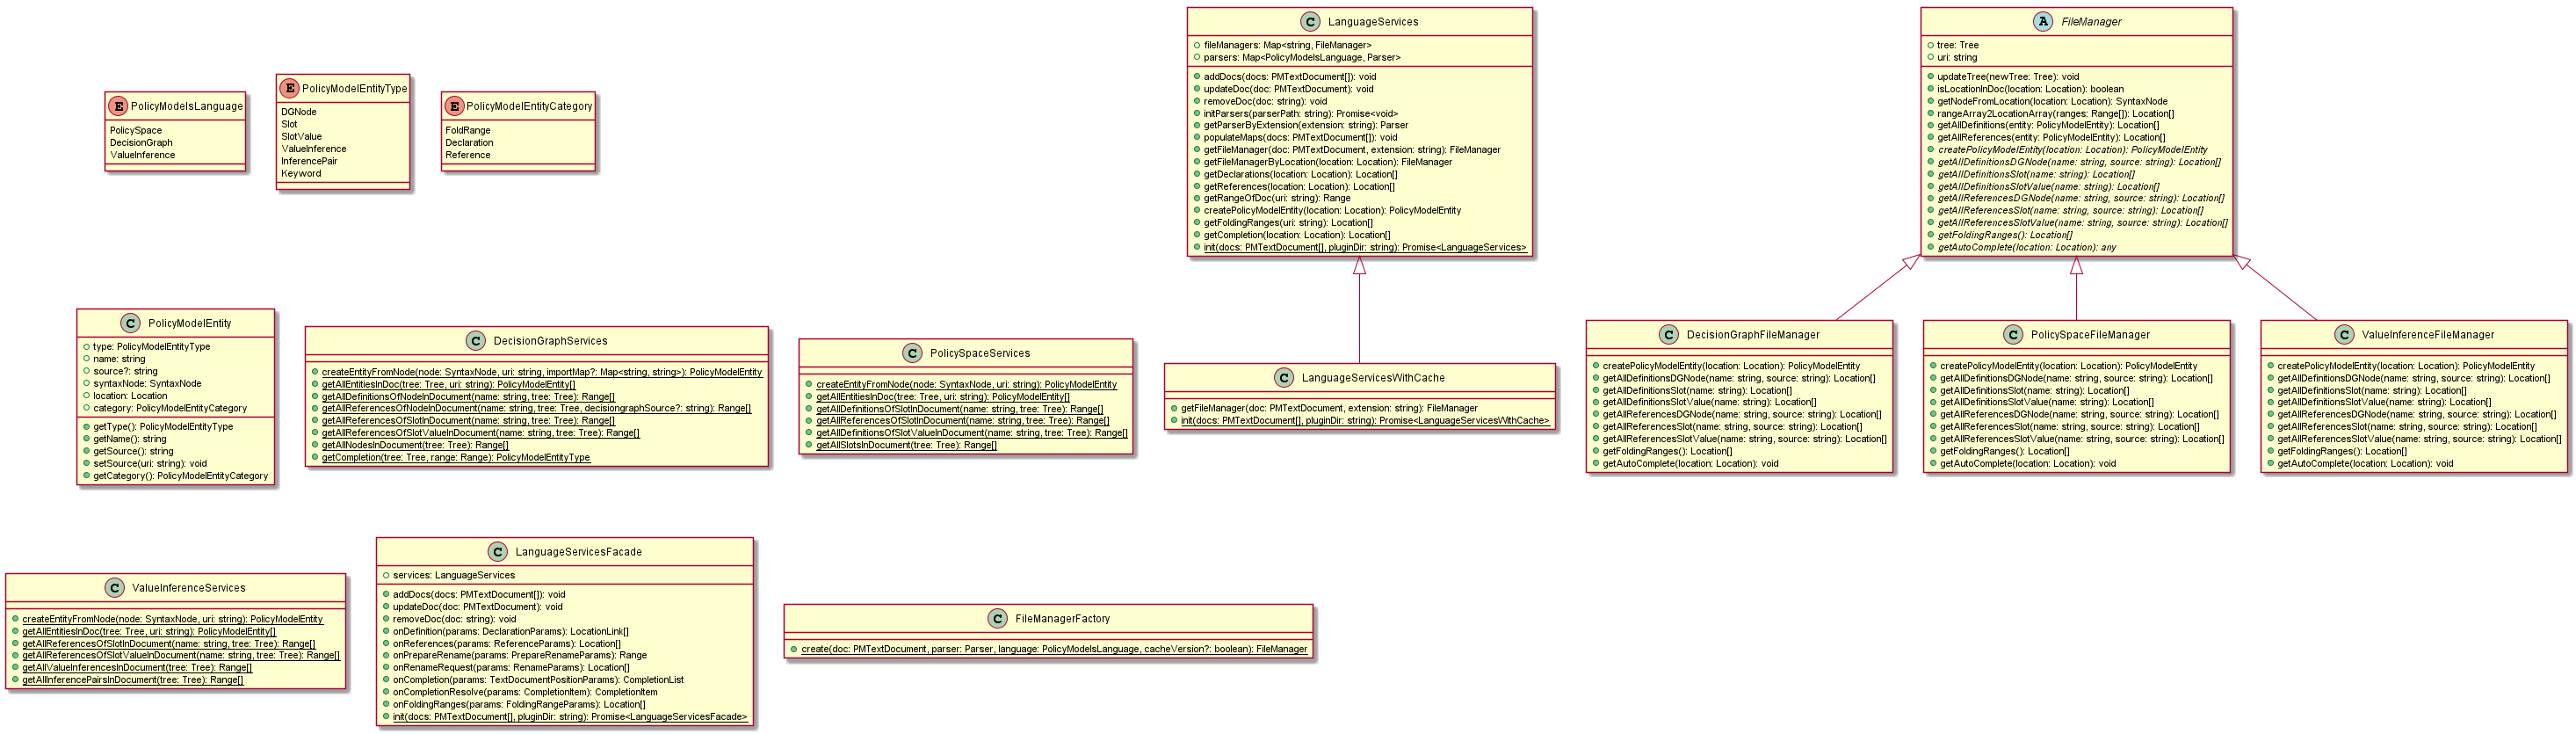 C LanguageServices
fileManagers: Map<string, FileManager>
parsers: Map<PolicyModelsLanguage, Parser>
addDocs(docs: PMTextDocument[]): void
updateDoc(doc: PMTextDocument): void
removeDoc(doc: string): void
initParsers(parserPath: string): Promise<void>
getParserByExtension(extension: string): Parser
populateMaps(docs: PMTextDocument[]): void
getFileManager(doc: PMTextDocument, extension: string): FileManager
getFileManagerByLocation(location: Location): FileManager
getDeclarations(location: Location): Location[]
getReferences(location: Location): Location[]
getRangeOfDoc(uri: string): Range
createPolicyModelEntity(location: Location): PolicyModelEntity
getFoldingRanges(uri: string): Location[]
getCompletion(location: Location): Location[]
init(docs: PMTextDocument[], pluginDir: string): Promise<LanguageServices>
A FileManager
tree: Tree
uri: string
updateTree(newTree: Tree): void
isLocationInDoc(location: Location): boolean
getNodeFromLocation(location: Location): SyntaxNode
rangeArray2LocationArray(ranges: Range[]): Location[]
getAllDefinitions(entity: PolicyModelEntity): Location[]
getAllReferences(entity: PolicyModelEntity): Location[]
createPolicyModelEntity(location: Location): PolicyModelEntity
getAllDefinitionsDGNode(name: string, source: string): Location[]
getAllDefinitionsSlot(name: string): Location[]
getAllDefinitionsSlotValue(name: string): Location[]
getAllReferencesDGNode(name: string, source: string): Location[]
getAllReferencesSlot(name: string, source: string): Location[]
getAllReferencesSlotValue(name: string, source: string): Location[]
getFoldingRanges(): Location[]
getAutoComplete(location: Location): any
E PolicyModelsLanguage
PolicySpace
DecisionGraph
ValueInference
E PolicyModelEntityType
DGNode
Slot
SlotValue
ValueInference
InferencePair
Keyword
E PolicyModelEntityCategory
FoldRange
Declaration
Reference
C PolicyModelEntity
type: PolicyModelEntityType
name: string
source?: string
syntaxNode: SyntaxNode
location: Location
category: PolicyModelEntityCategory
getType(): PolicyModelEntityType
getName(): string
getSource(): string
setSource(uri: string): void
getCategory(): PolicyModelEntityCategory
C DecisionGraphServices
createEntityFromNode(node: SyntaxNode, uri: string, importMap?: Map<string, string>): PolicyModelEntity
getAllEntitiesInDoc(tree: Tree, uri: string): PolicyModelEntity[]
getAllDefinitionsOfNodeInDocument(name: string, tree: Tree): Range[]
getAllReferencesOfNodeInDocument(name: string, tree: Tree, decisiongraphSource?: string): Range[]
getAllReferencesOfSlotInDocument(name: string, tree: Tree): Range[]
getAllReferencesOfSlotValueInDocument(name: string, tree: Tree): Range[]
getAllNodesInDocument(tree: Tree): Range[]
getCompletion(tree: Tree, range: Range): PolicyModelEntityType
C PolicySpaceServices
createEntityFromNode(node: SyntaxNode, uri: string): PolicyModelEntity
getAllEntitiesInDoc(tree: Tree, uri: string): PolicyModelEntity[]
getAllDefinitionsOfSlotInDocument(name: string, tree: Tree): Range[]
getAllReferencesOfSlotInDocument(name: string, tree: Tree): Range[]
getAllDefinitionsOfSlotValueInDocument(name: string, tree: Tree): Range[]
getAllSlotsInDocument(tree: Tree): Range[]
C LanguageServicesWithCache
getFileManager(doc: PMTextDocument, extension: string): FileManager
init(docs: PMTextDocument[], pluginDir: string): Promise<LanguageServicesWithCache>
C DecisionGraphFileManager
createPolicyModelEntity(location: Location): PolicyModelEntity
getAllDefinitionsDGNode(name: string, source: string): Location[]
getAllDefinitionsSlot(name: string): Location[]
getAllDefinitionsSlotValue(name: string): Location[]
getAllReferencesDGNode(name: string, source: string): Location[]
getAllReferencesSlot(name: string, source: string): Location[]
getAllReferencesSlotValue(name: string, source: string): Location[]
getFoldingRanges(): Location[]
getAutoComplete(location: Location): void
C PolicySpaceFileManager
createPolicyModelEntity(location: Location): PolicyModelEntity
getAllDefinitionsDGNode(name: string, source: string): Location[]
getAllDefinitionsSlot(name: string): Location[]
getAllDefinitionsSlotValue(name: string): Location[]
getAllReferencesDGNode(name: string, source: string): Location[]
getAllReferencesSlot(name: string, source: string): Location[]
getAllReferencesSlotValue(name: string, source: string): Location[]
getFoldingRanges(): Location[]
getAutoComplete(location: Location): void
C ValueInferenceFileManager
createPolicyModelEntity(location: Location): PolicyModelEntity
getAllDefinitionsDGNode(name: string, source: string): Location[]
getAllDefinitionsSlot(name: string): Location[]
getAllDefinitionsSlotValue(name: string): Location[]
getAllReferencesDGNode(name: string, source: string): Location[]
getAllReferencesSlot(name: string, source: string): Location[]
getAllReferencesSlotValue(name: string, source: string): Location[]
getFoldingRanges(): Location[]
getAutoComplete(location: Location): void
C ValueInferenceServices
createEntityFromNode(node: SyntaxNode, uri: string): PolicyModelEntity
getAllEntitiesInDoc(tree: Tree, uri: string): PolicyModelEntity[]
getAllReferencesOfSlotInDocument(name: string, tree: Tree): Range[]
getAllReferencesOfSlotValueInDocument(name: string, tree: Tree): Range[]
getAllValueInferencesInDocument(tree: Tree): Range[]
getAllInferencePairsInDocument(tree: Tree): Range[]
C LanguageServicesFacade
services: LanguageServices
addDocs(docs: PMTextDocument[]): void
updateDoc(doc: PMTextDocument): void
removeDoc(doc: string): void
onDefinition(params: DeclarationParams): LocationLink[]
onReferences(params: ReferenceParams): Location[]
onPrepareRename(params: PrepareRenameParams): Range
onRenameRequest(params: RenameParams): Location[]
onCompletion(params: TextDocumentPositionParams): CompletionList
onCompletionResolve(params: CompletionItem): CompletionItem
onFoldingRanges(params: FoldingRangeParams): Location[]
init(docs: PMTextDocument[], pluginDir: string): Promise<LanguageServicesFacade>
C FileManagerFactory
create(doc: PMTextDocument, parser: Parser, language: PolicyModelsLanguage, cacheVersion?: boolean): FileManager